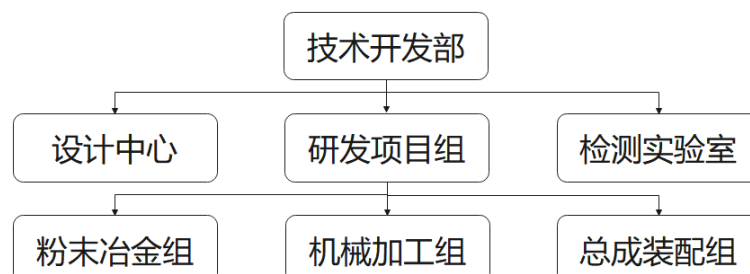 技术开发部
设计中心
研发项目组
检测实验室
粉末冶金组
机械加工组
总成装配组